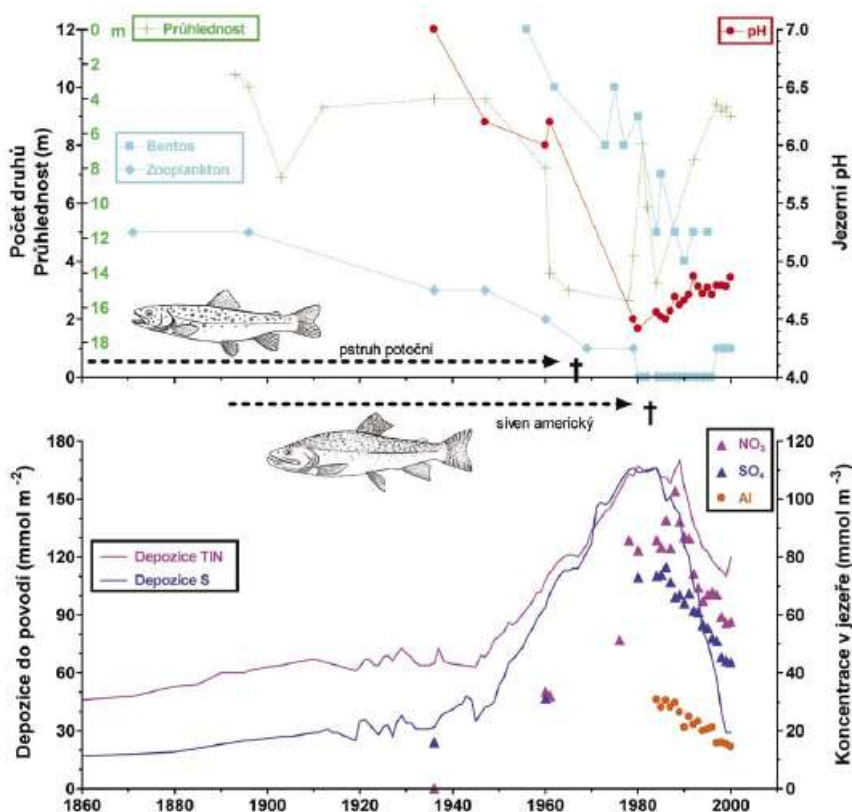 12 0 m Průhlednost pH 7.0
2
10 4 6.5
6
8 Bentos 6.0
8 Zooplankton
10
6 5.5
12
4 14 5.0
16
2 18 4.5
pstruh potoční
0 4.0
Počet druhů
Průhlednost (m)
Jezerní pH
siven americký
180 120
NO₃
SO₄
Al
150 100
120 80
Depozice TIN
Depozice S
90 60
60 40
30 20
0 0
1860 1880 1900 1920 1940 1960 1980 2000
Depozice do povodí (mmol m⁻²)
Koncentrace v jezeře (mmol m⁻³)